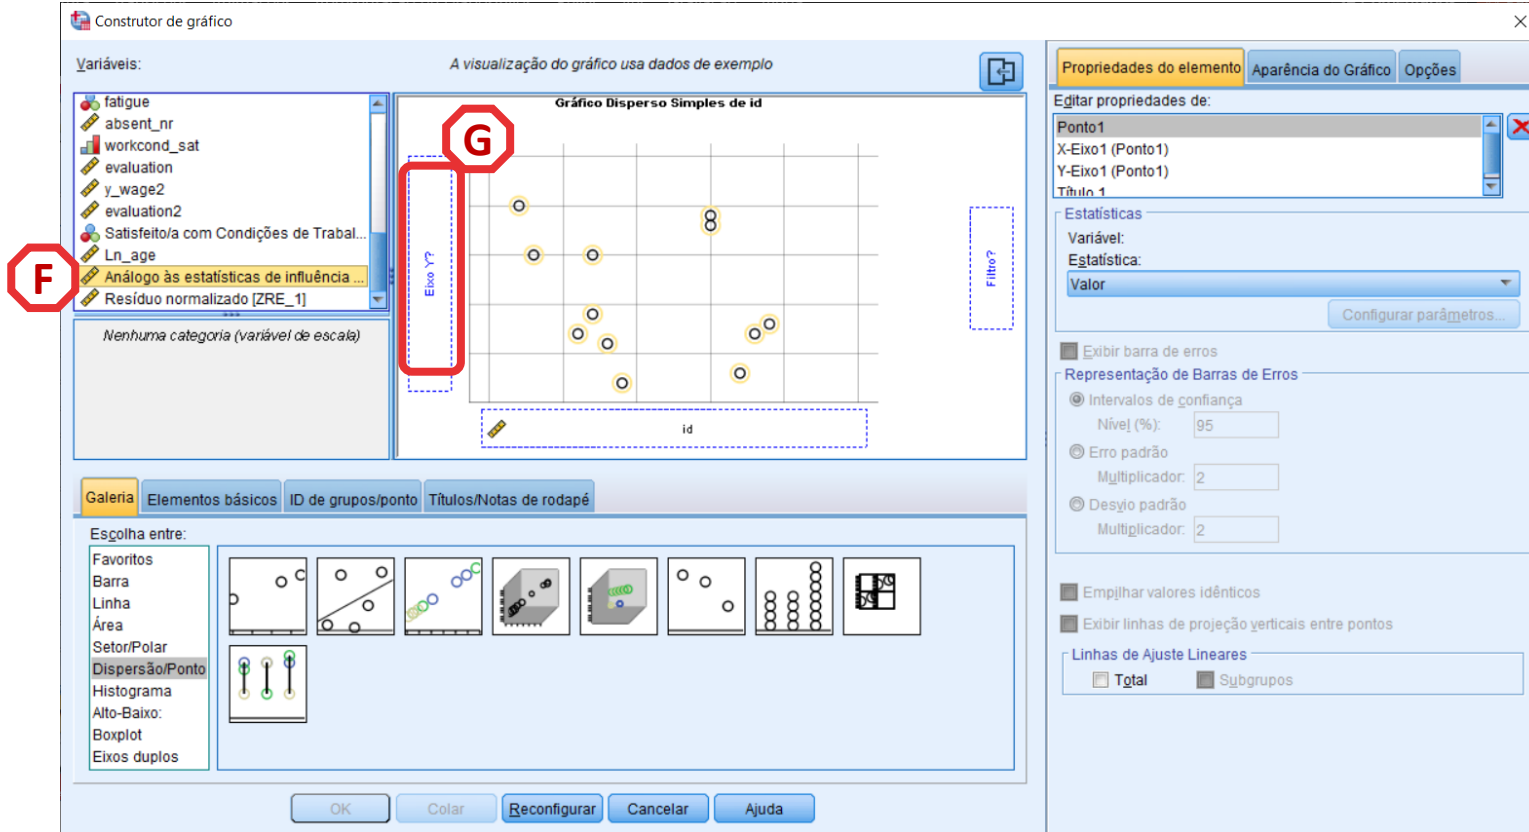 Construtor de gráfico
Variáveis:
A visualização do gráfico usa dados de exemplo
fatigue
absent_nr
workcond_sat
evaluation
y_wage2
evaluation2
Satisfeito/a com Condições de Trabal...
Ln_age
Análogo às estatísticas de influência ...
Resíduo normalizado [ZRE_1]
F
Nenhuma categoria (variável de escala)
Gráfico Disperso Simples de id
G
Eixo Y?
Filtro?
id
Galeria
Elementos básicos
ID de grupos/ponto
Títulos/Notas de rodapé
Escolha entre:
Favoritos
Barra
Linha
Área
Setor/Polar
Dispersão/Ponto
Histograma
Alto-Baixo:
Boxplot
Eixos duplos
OK
Colar
Reconfigurar
Cancelar
Ajuda
Propriedades do elemento
Aparência do Gráfico
Opções
Editar propriedades de:
Ponto1
X-Eixo1 (Ponto1)
Y-Eixo1 (Ponto1)
Título 1
Estatísticas
Variável:
Estatística:
Valor
Configurar parâmetros...
Exibir barra de erros
Representação de Barras de Erros
Intervalos de confiança
Nível (%): 95
Erro padrão
Multiplicador: 2
Desvio padrão
Multiplicador: 2
Empilhar valores idênticos
Exibir linhas de projeção verticais entre pontos
Linhas de Ajuste Lineares
Total
Subgrupos